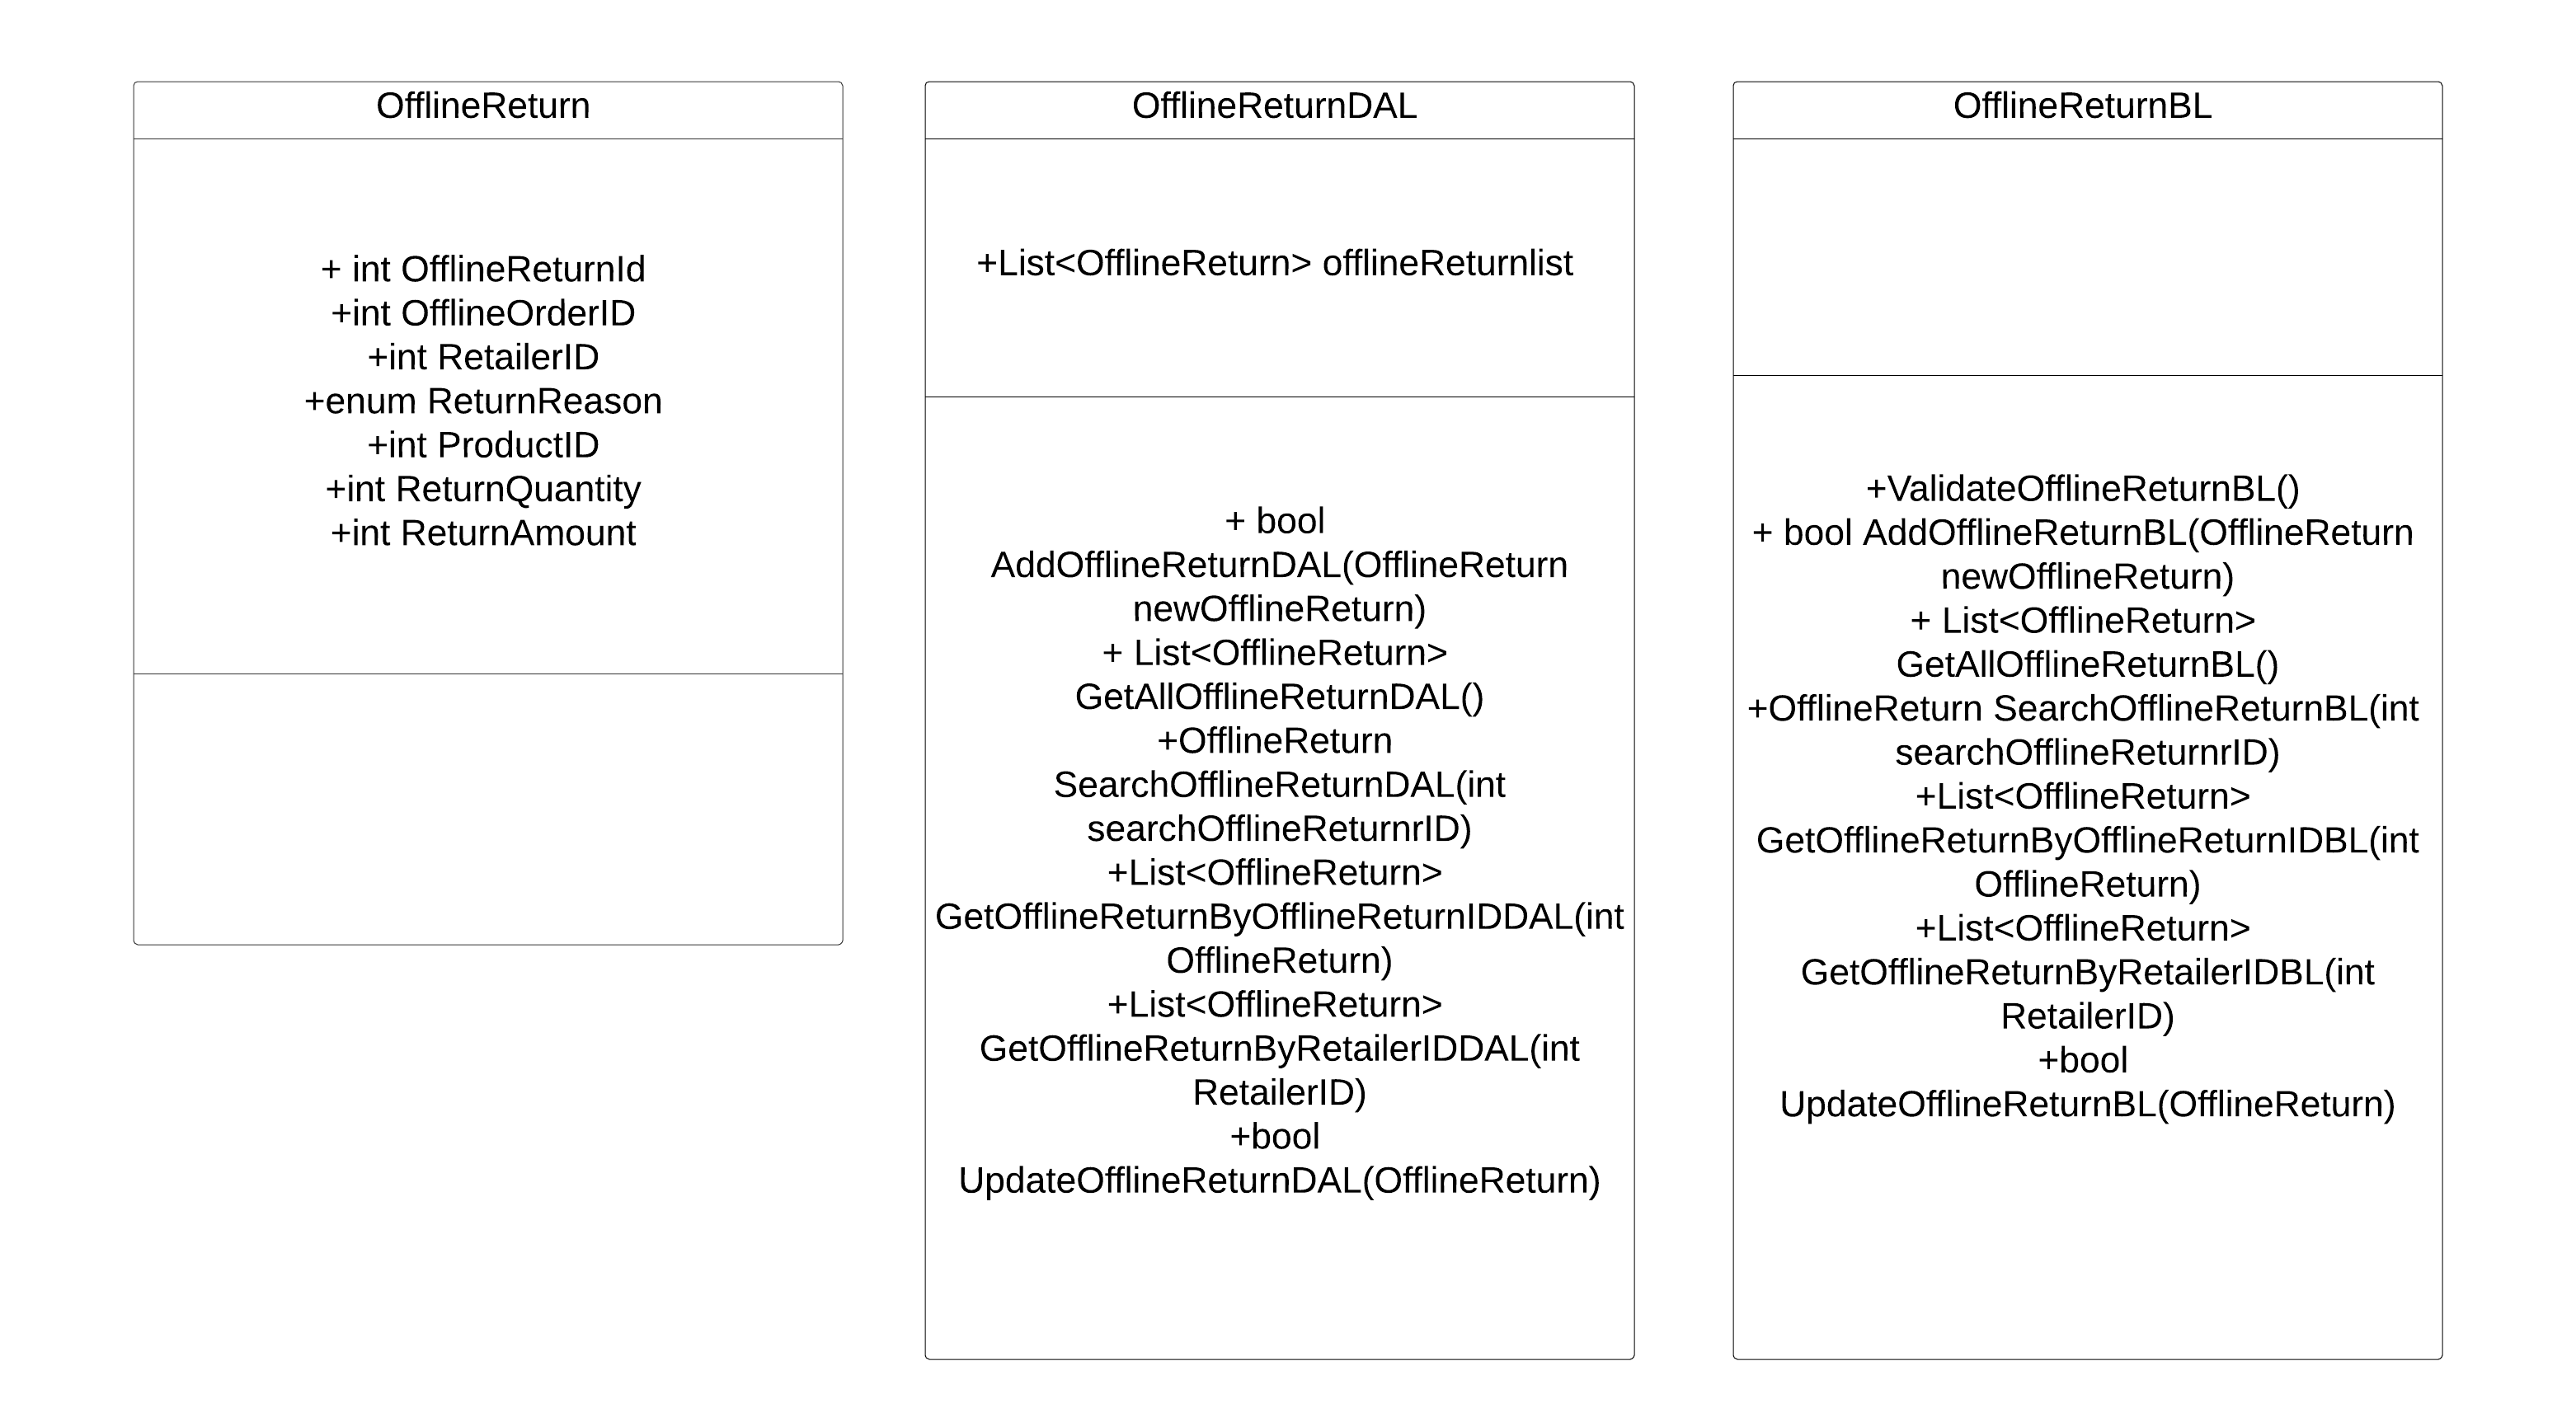 OfflineReturn
+ int OfflineReturnId
+int OfflineOrderID
+int RetailerID
+enum ReturnReason
+int ProductID
+int ReturnQuantity
+int ReturnAmount
OfflineReturnDAL
+List<OfflineReturn> offlineReturnlist
+ bool
AddOfflineReturnDAL(OfflineReturn
newOfflineReturn)
+ List<OfflineReturn>
GetAllOfflineReturnDAL()
+OfflineReturn
SearchOfflineReturnDAL(int
searchOfflineReturnrID)
+List<OfflineReturn>
GetOfflineReturnByOfflineReturnIDDAL(int
OfflineReturn)
+List<OfflineReturn>
GetOfflineReturnByRetailerIDDAL(int
RetailerID)
+bool
UpdateOfflineReturnDAL(OfflineReturn)
OfflineReturnBL
+ValidateOfflineReturnBL()
+ bool AddOfflineReturnBL(OfflineReturn
newOfflineReturn)
+ List<OfflineReturn>
GetAllOfflineReturnBL()
+OfflineReturn SearchOfflineReturnBL(int
searchOfflineReturnrID)
+List<OfflineReturn>
GetOfflineReturnByOfflineReturnIDBL(int
OfflineReturn)
+List<OfflineReturn>
GetOfflineReturnByRetailerIDBL(int
RetailerID)
+bool
UpdateOfflineReturnBL(OfflineReturn)